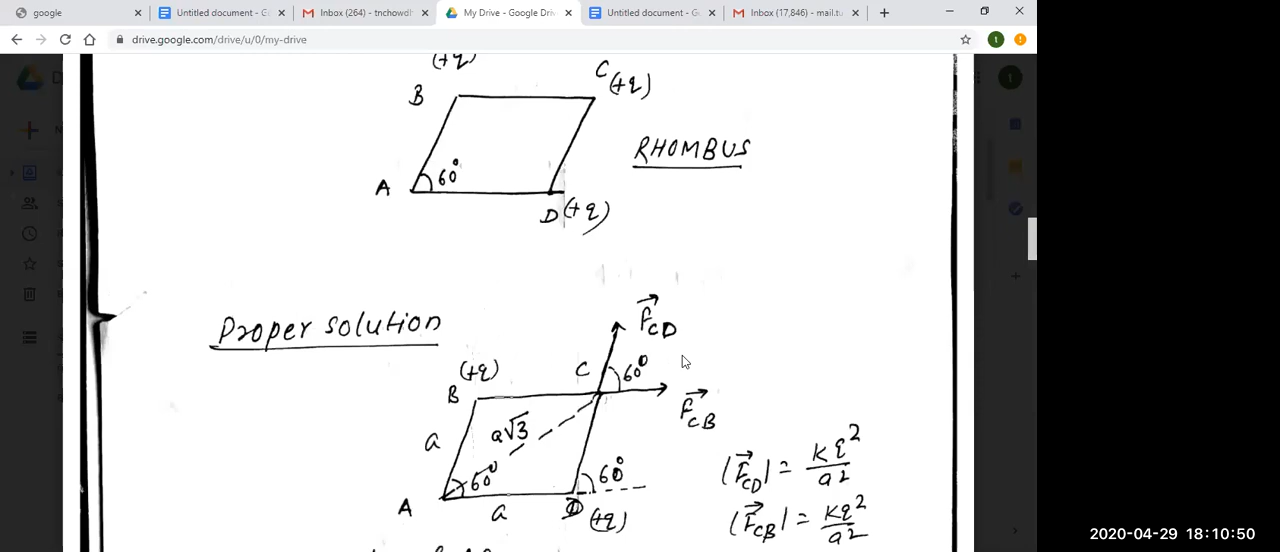 google
Untitled document - G
Inbox (264) - tnchowdh
My Drive - Google Driv
Untitled document - G
Inbox (17,846) - mail.tu
drive.google.com/drive/u/0/my-drive
t
t
(+q)
B
C (+q)
60°
RHOMBUS
A
D (+q)
Proper solution
F⃗CD
(+q)
C
60°
B
F⃗CB
a
a√3
60°
60°
|F⃗CD| = Kq²/a²
A
a
D
(+q)
|F⃗CB| = Kq²/a²
2020-04-29 18:10:50